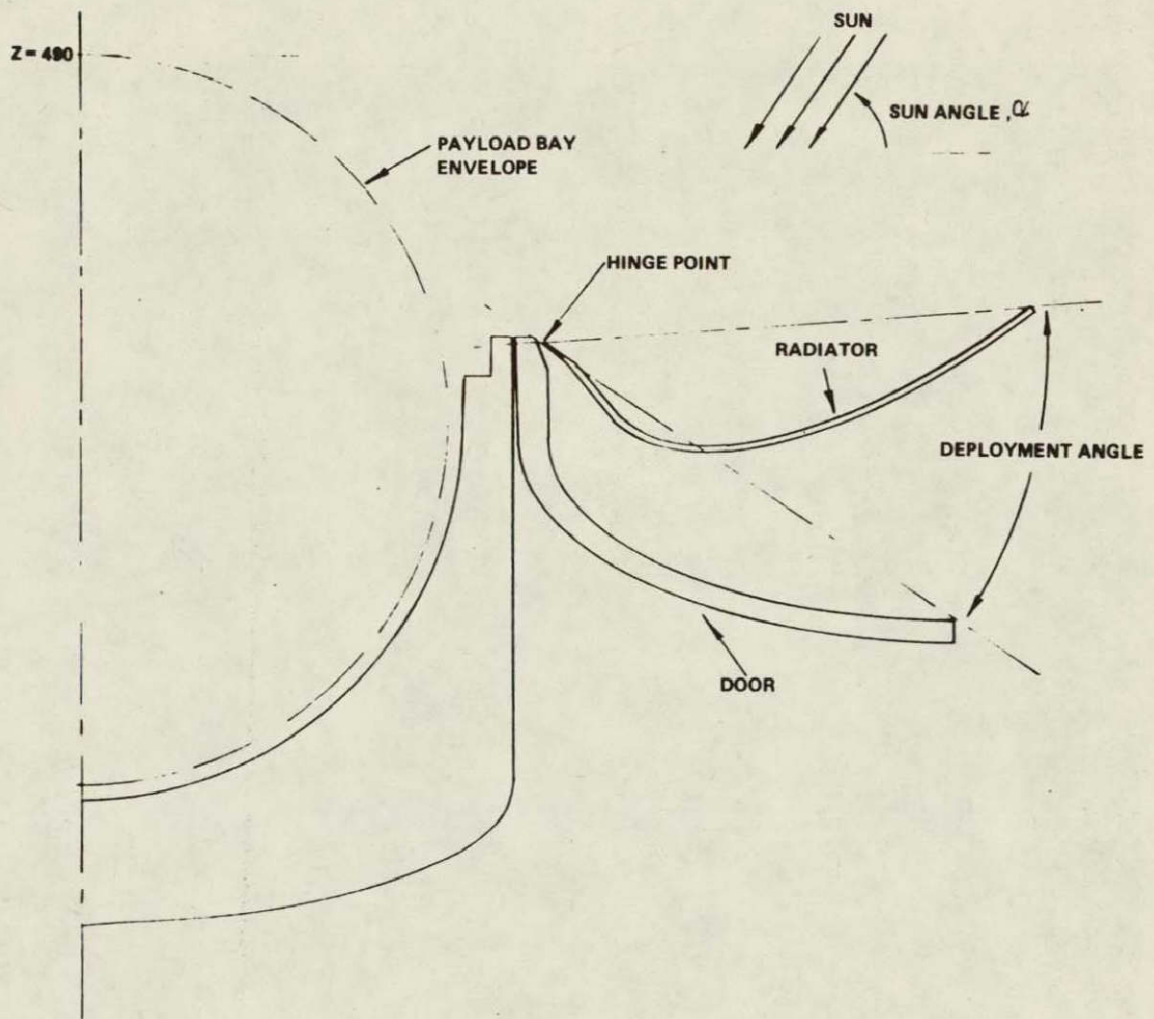 SUN
Z = 490
SUN ANGLE, α
PAYLOAD BAY
ENVELOPE
HINGE POINT
RADIATOR
DEPLOYMENT ANGLE
DOOR